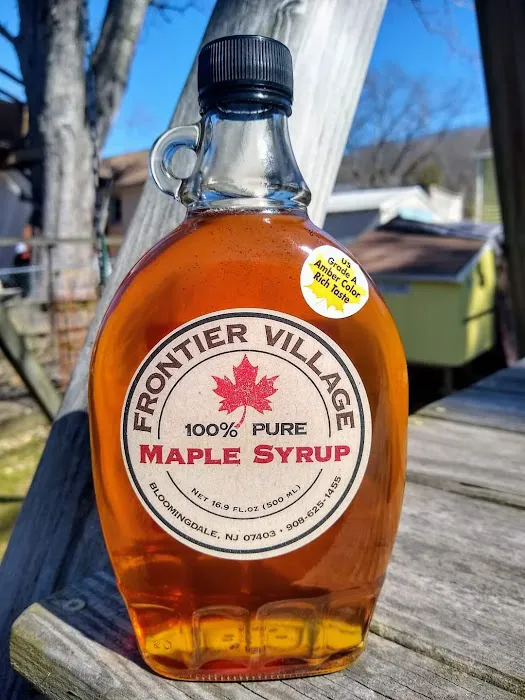 US
Grade A
Amber Color
Rich Taste
FRONTIER VILLAGE
100% PURE
MAPLE SYRUP
NET 16.9 FL.OZ (500 ML)
BLOOMINGDALE, NJ 07403 • 908-625-1455